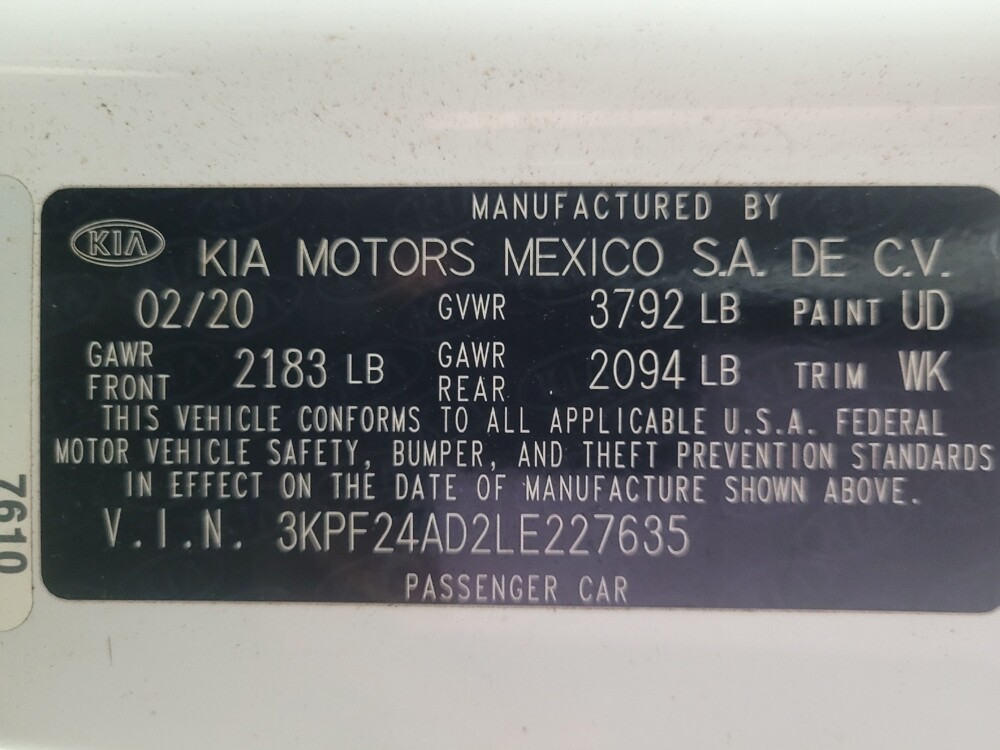 MANUFACTURED BY
KIA KIA MOTORS MEXICO S.A. DE C.V.
02/20 GVWR 3792 LB PAINT UD
GAWR FRONT 2183 LB GAWR REAR 2094 LB TRIM WK
THIS VEHICLE CONFORMS TO ALL APPLICABLE U.S.A. FEDERAL
MOTOR VEHICLE SAFETY, BUMPER, AND THEFT PREVENTION STANDARDS
IN EFFECT ON THE DATE OF MANUFACTURE SHOWN ABOVE.
V.I.N. 3KPF24AD2LE227635
PASSENGER CAR